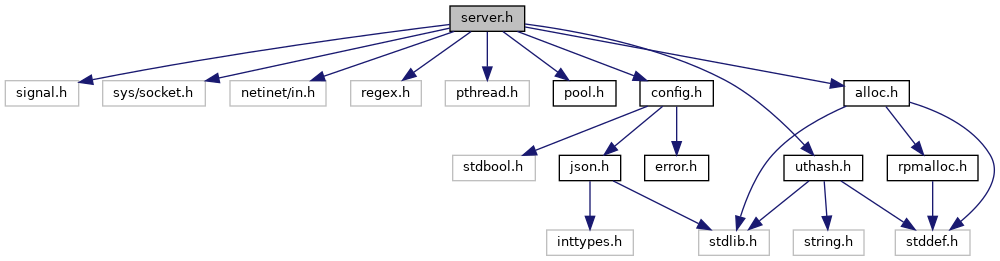 server.h
signal.h
sys/socket.h
netinet/in.h
regex.h
pthread.h
pool.h
config.h
alloc.h
stdbool.h
json.h
error.h
uthash.h
rpmalloc.h
inttypes.h
stdlib.h
string.h
stddef.h